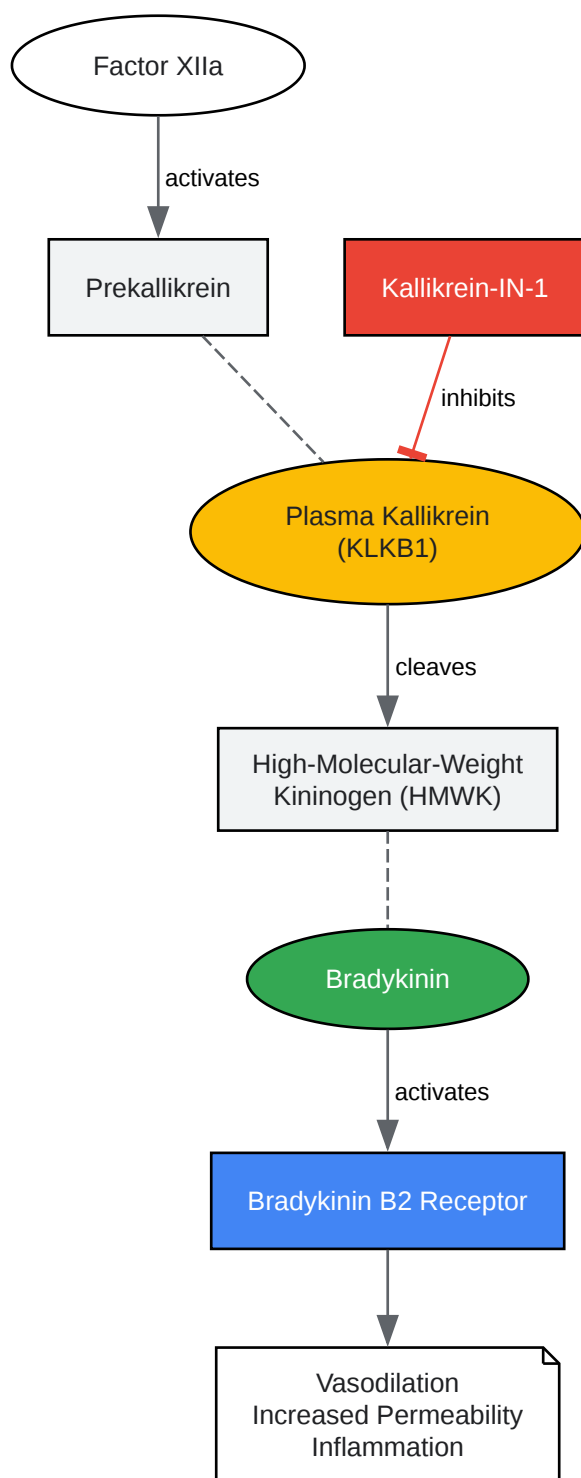 Factor XIIa
activates
Prekallikrein
Kallikrein-IN-1
inhibits
Plasma Kallikrein
(KLKB1)
cleaves
High-Molecular-Weight
Kininogen (HMWK)
Bradykinin
activates
Bradykinin B2 Receptor
Vasodilation
Increased Permeability
Inflammation